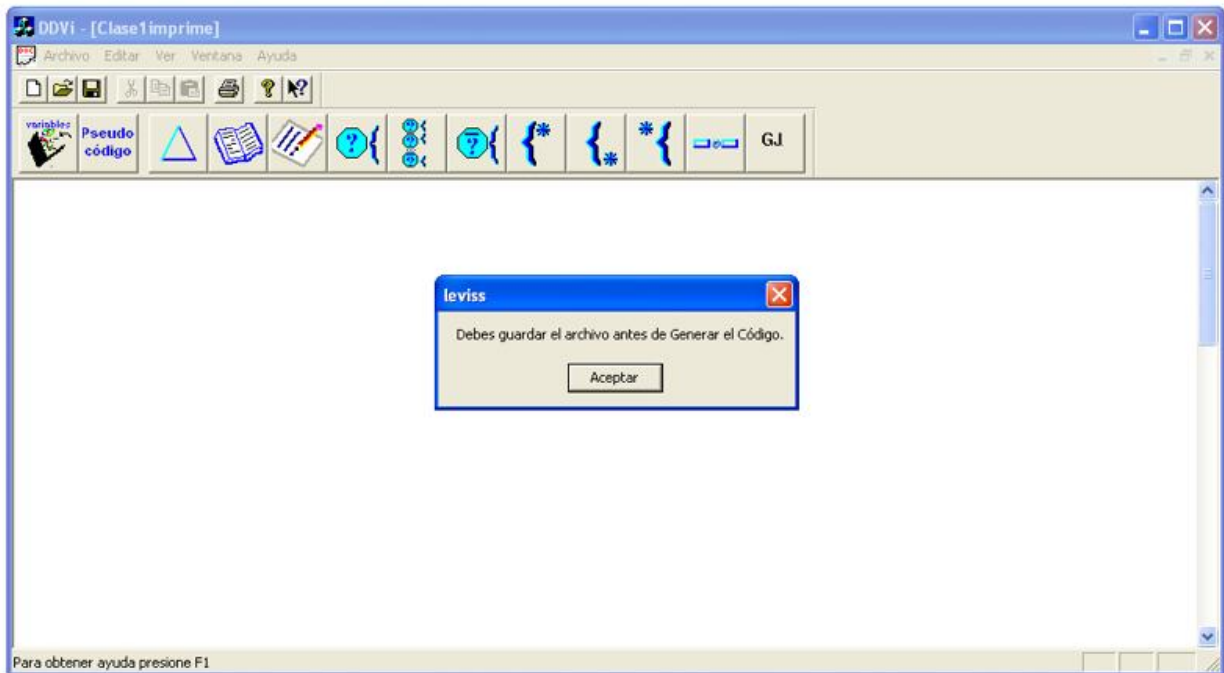 DDVi - [Clase1imprime]
Archivo Editar Ver Ventana Ayuda
variables
Pseudo
código
G.I.
leviss
Debes guardar el archivo antes de Generar el Código.
Aceptar
Para obtener ayuda presione F1